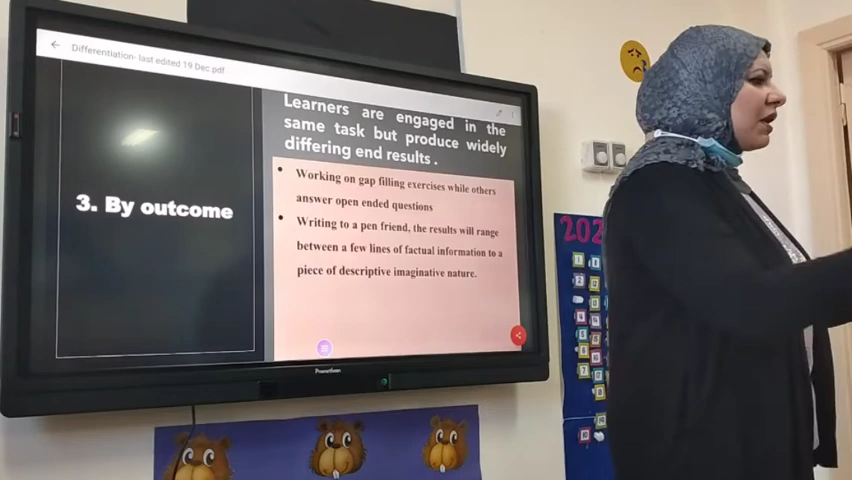 Differentiation- last edited 19 Dec.pdf
3. By outcome
Learners are engaged in the
same task but produce widely
differing end results.
• Working on gap filling exercises while others
answer open ended questions
• Writing to a pen friend, the results will range
between a few lines of factual information to a
piece of descriptive imaginative nature.
Promethean
202